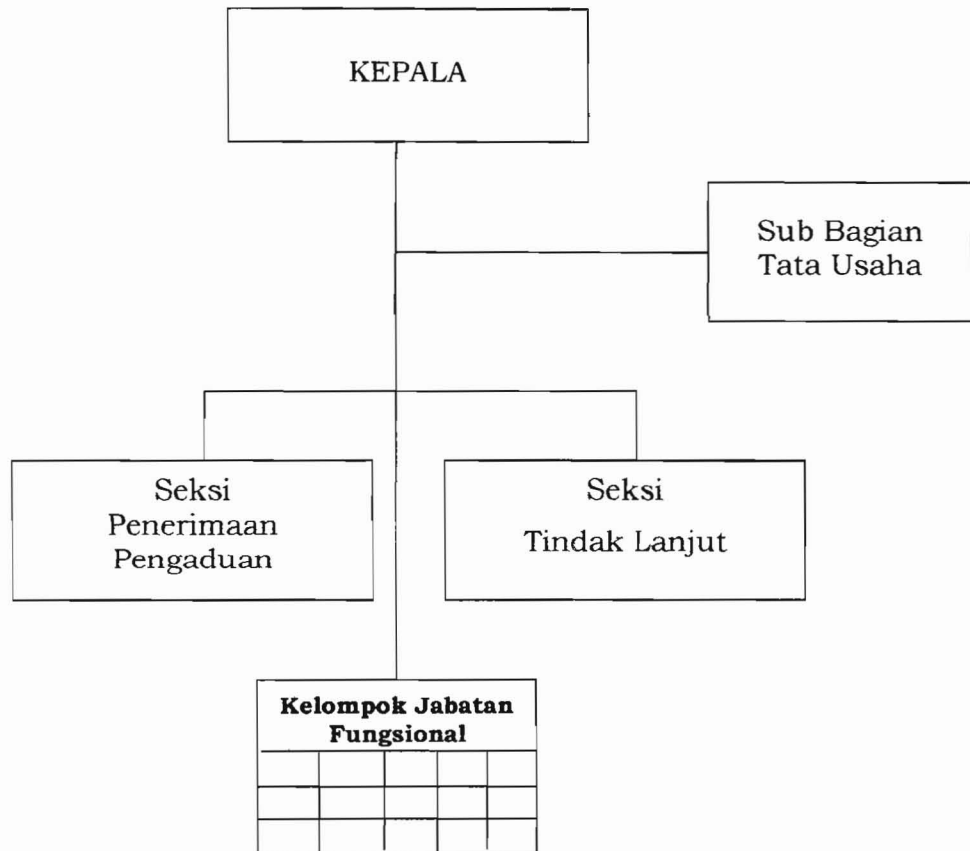 KEPALA
Sub Bagian
Tata Usaha
Seksi
Penerimaan
Pengaduan
Seksi
Tindak Lanjut
Kelompok Jabatan
Fungsional